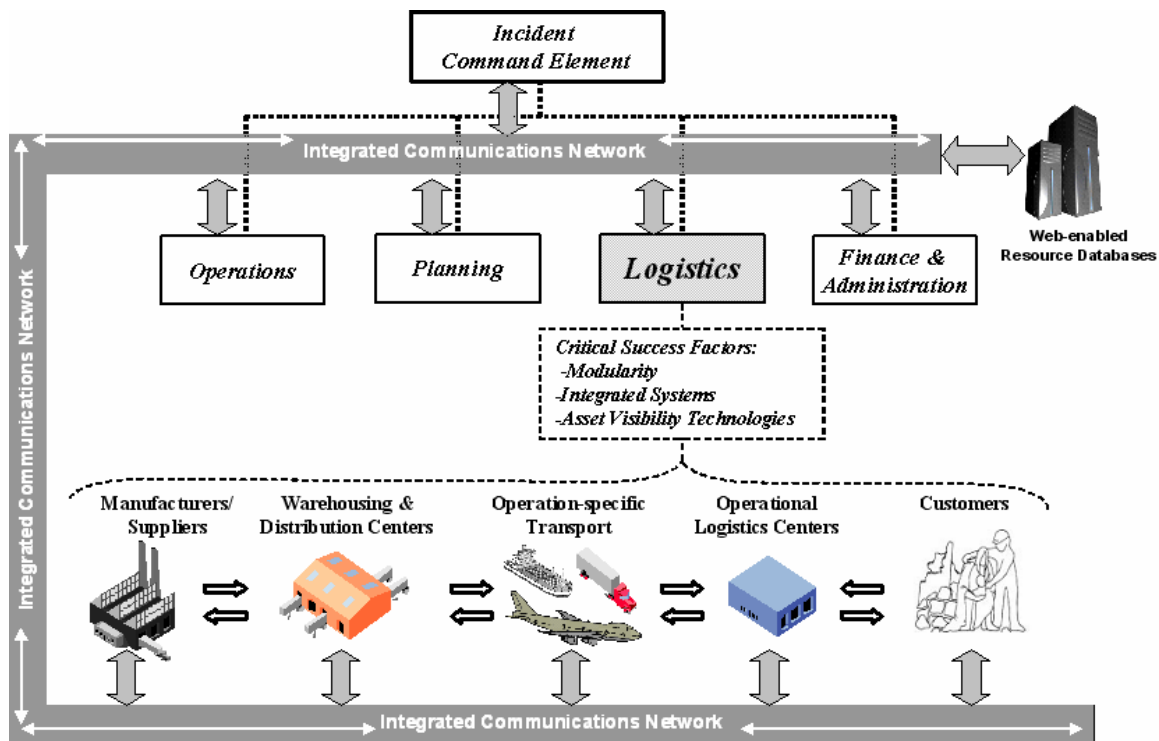 Incident
Command Element
Integrated Communications Network
Web-enabled
Resource Databases
Operations
Planning
Logistics
Finance &
Administration
Integrated Communications Network
Critical Success Factors:
-Modularity
-Integrated Systems
-Asset Visibility Technologies
Manufacturers/
Suppliers
Warehousing &
Distribution Centers
Operation-specific
Transport
Operational
Logistics Centers
Customers
Integrated Communications Network